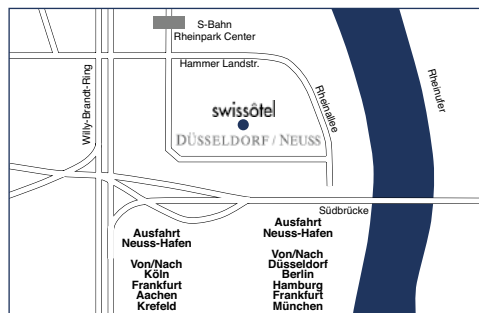 S-Bahn
Rheinpark Center
Hammer Landstr.
Willy-Brandt-Ring
Rheinallee
Rheinufer
swissôtel
DÜSSELDORF / NEUSS
Südbrücke
Ausfahrt
Neuss-Hafen
Von/Nach
Köln
Frankfurt
Aachen
Krefeld
Ausfahrt
Neuss-Hafen
Von/Nach
Düsseldorf
Berlin
Hamburg
Frankfurt
München